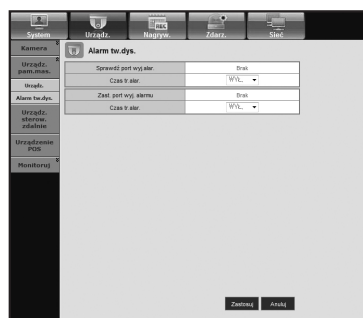 System
Urządz.
Nagryw.
Zdarz.
Sieć
Kamera
Urządz. pam.mas.
Urządz.
Alarm tw.dys.
Urządz. sterow. zdalnie
Urządzenie POS
Monitoruj
Alarm tw.dys.
Sprawdź port wyj.alar.
Brak
Czas tr.alar.
WYŁ.
Zast. port wyj. alarmu
Brak
Czas tr.alar.
WYŁ.
Zastosuj
Anuluj